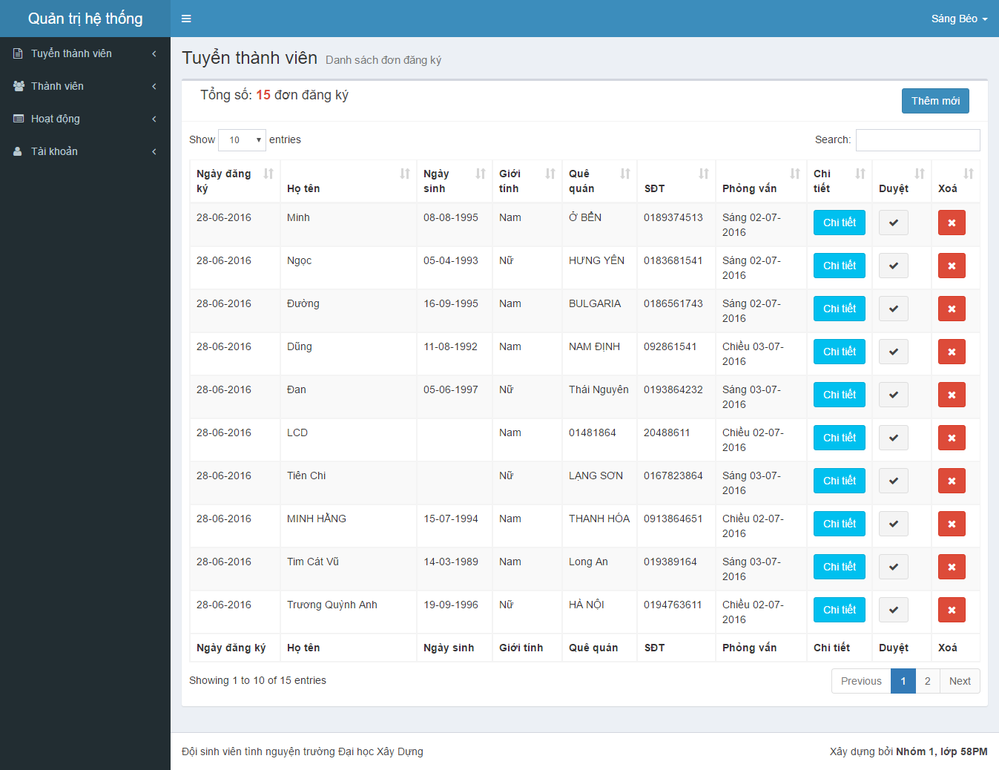 Quản trị hệ thống
Sáng Béo
Tuyển thành viên
Thành viên
Hoạt động
Tài khoản
Tuyển thành viên Danh sách đơn đăng ký
Tổng số: 15 đơn đăng ký
Thêm mới
Show 10 entries
Search:
Ngày đăng ký Họ tên Ngày sinh Giới tính Quê quán SĐT Phỏng vấn Chi tiết Duyệt Xoá
28-06-2016 Minh 08-08-1995 Nam Ở BỂN 0189374513 Sáng 02-07-2016 Chi tiết
28-06-2016 Ngọc 05-04-1993 Nữ HƯNG YÊN 0183681541 Sáng 02-07-2016 Chi tiết
28-06-2016 Đường 16-09-1995 Nam BULGARIA 0186561743 Sáng 02-07-2016 Chi tiết
28-06-2016 Dũng 11-08-1992 Nam NAM ĐỊNH 092861541 Chiều 03-07-2016 Chi tiết
28-06-2016 Đan 05-06-1997 Nữ Thái Nguyên 0193864232 Sáng 03-07-2016 Chi tiết
28-06-2016 LCD Nam 01481864 20488611 Chiều 02-07-2016 Chi tiết
28-06-2016 Tiên Chi Nữ LẠNG SƠN 0167823864 Sáng 03-07-2016 Chi tiết
28-06-2016 MINH HẰNG 15-07-1994 Nam THANH HÓA 0913864651 Chiều 02-07-2016 Chi tiết
28-06-2016 Tim Cát Vũ 14-03-1989 Nam Long An 019389164 Sáng 03-07-2016 Chi tiết
28-06-2016 Trương Quỳnh Anh 19-09-1996 Nữ HÀ NỘI 0194763611 Chiều 02-07-2016 Chi tiết
Ngày đăng ký Họ tên Ngày sinh Giới tính Quê quán SĐT Phỏng vấn Chi tiết Duyệt Xoá
Showing 1 to 10 of 15 entries
Previous 1 2 Next
Đội sinh viên tình nguyện trường Đại học Xây Dựng
Xây dựng bởi Nhóm 1, lớp 58PM